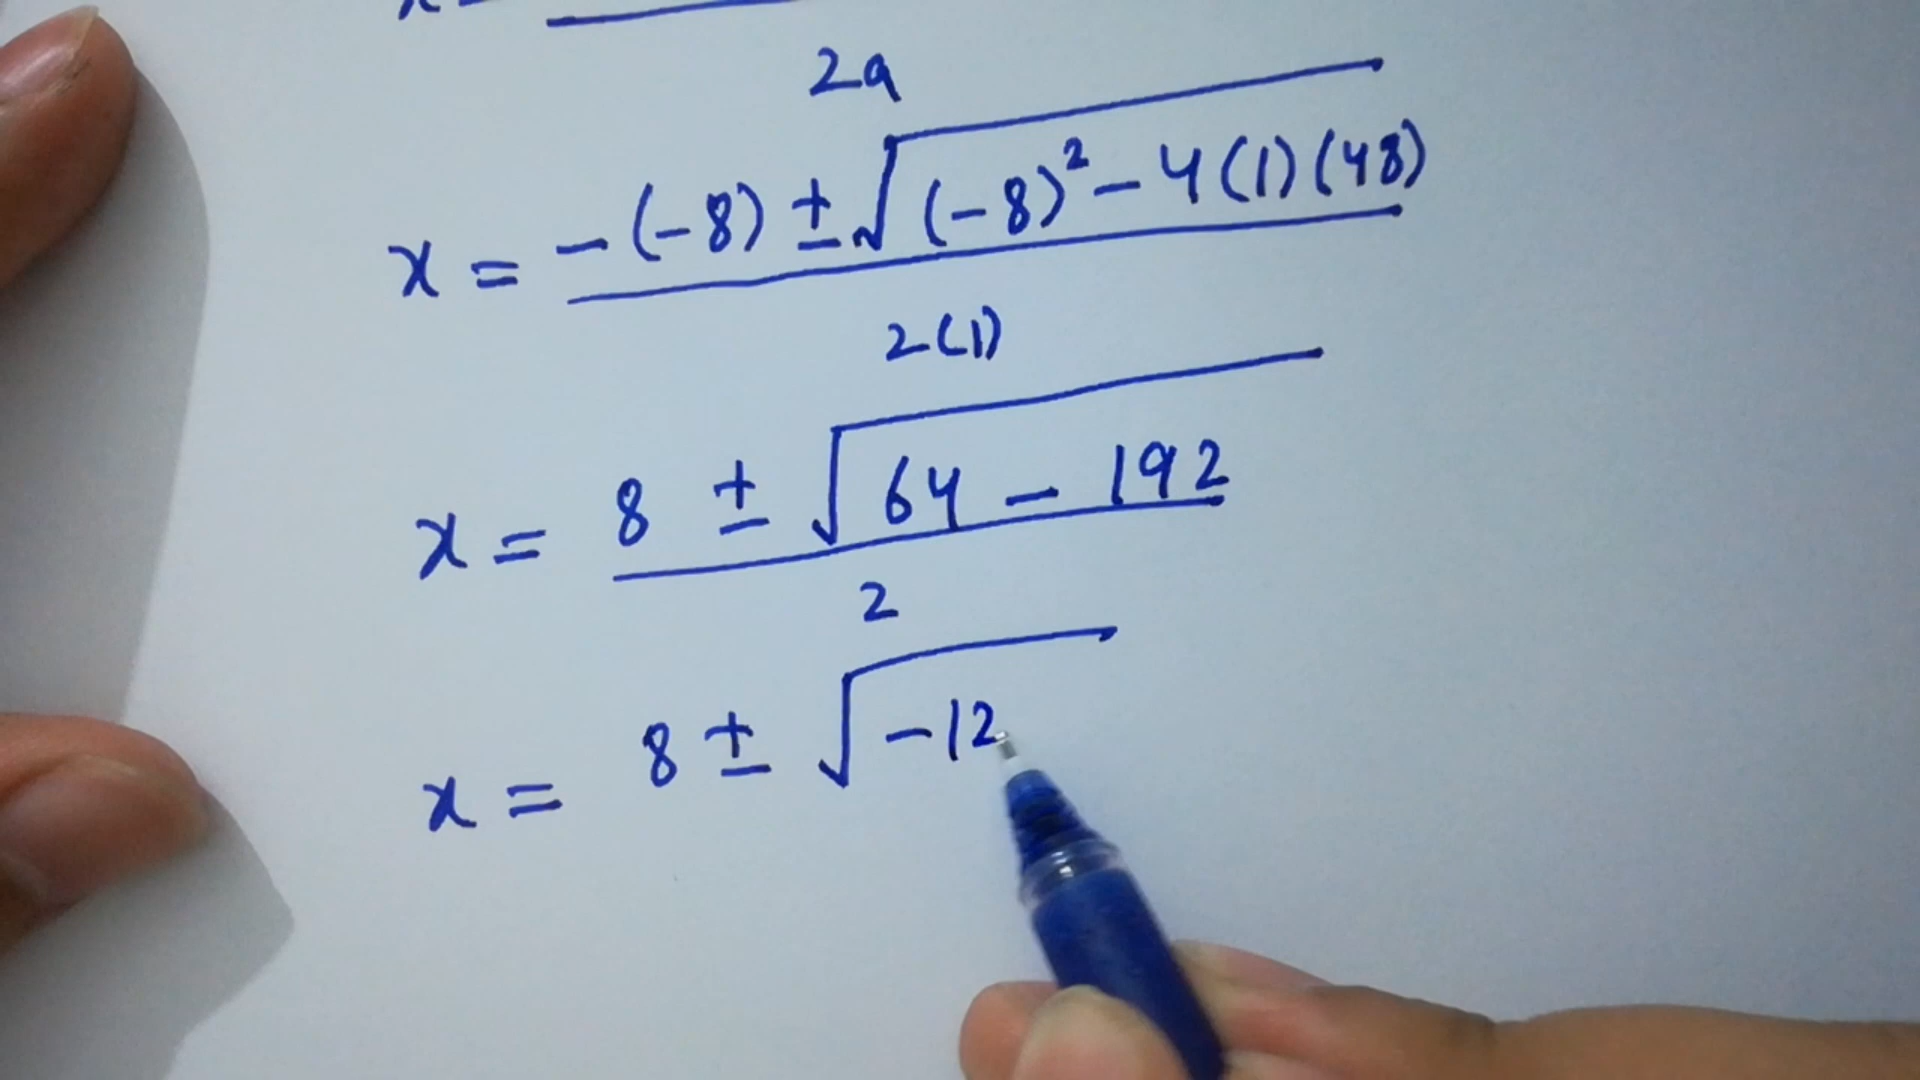 x =
2a
x = -(-8) ± √(-8)² - 4(1)(48)
2(1)
x = 8 ± √64 - 192
2
x = 8 ± √-12